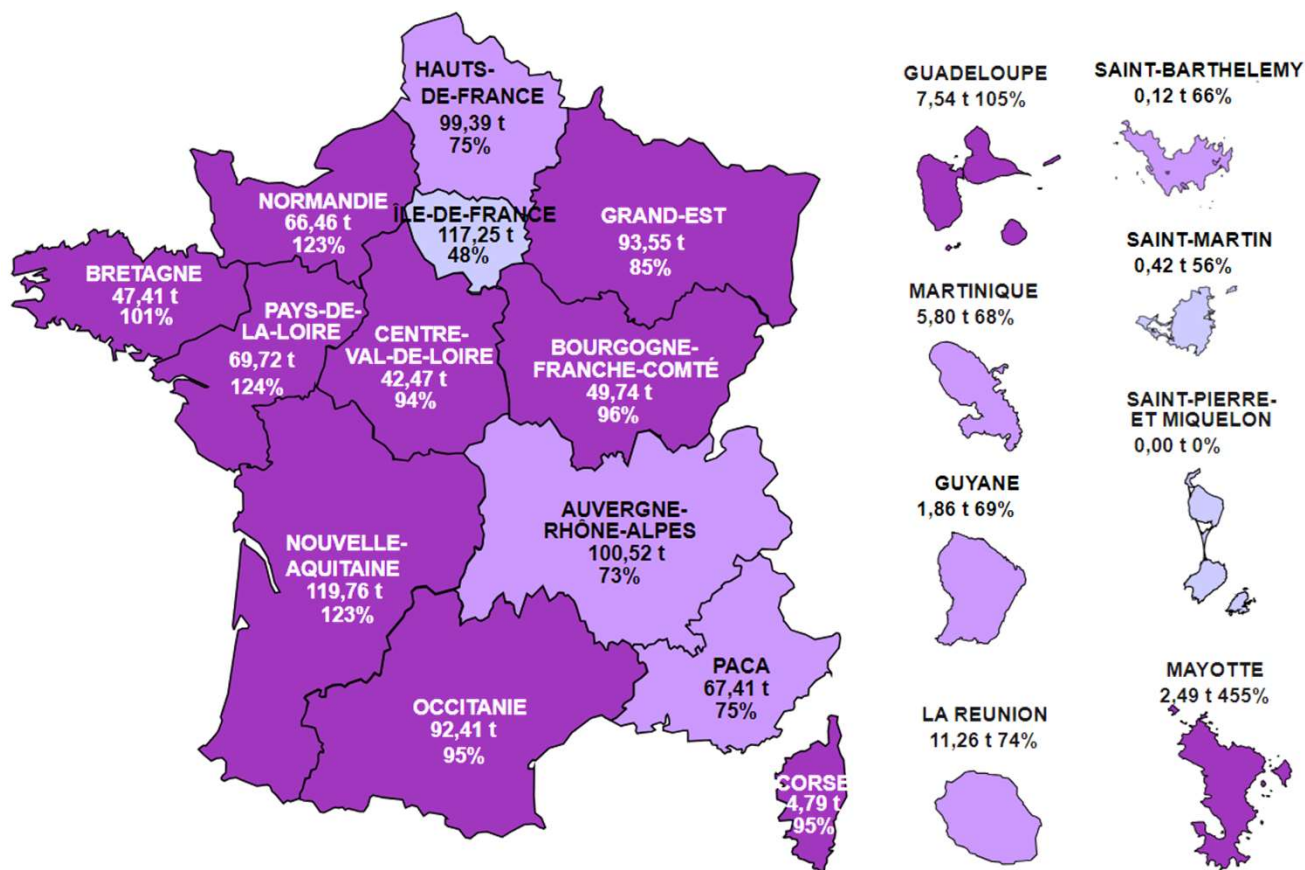 HAUTS-
DE-FRANCE
99,39 t
75%
NORMANDIE
66,46 t
123%
ÎLE-DE-FRANCE
117,25 t
48%
GRAND-EST
93,55 t
85%
BRETAGNE
47,41 t
101%
PAYS-DE-
LA-LOIRE
69,72 t
124%
CENTRE-
VAL-DE-LOIRE
42,47 t
94%
BOURGOGNE-
FRANCHE-COMTÉ
49,74 t
96%
NOUVELLE-
AQUITAINE
119,76 t
123%
AUVERGNE-
RHÔNE-ALPES
100,52 t
73%
OCCITANIE
92,41 t
95%
PACA
67,41 t
75%
CORSE
4,79 t
95%
GUADELOUPE
7,54 t 105%
MARTINIQUE
5,80 t 68%
GUYANE
1,86 t 69%
LA REUNION
11,26 t 74%
SAINT-BARTHELEMY
0,12 t 66%
SAINT-MARTIN
0,42 t 56%
SAINT-PIERRE-
ET MIQUELON
0,00 t 0%
MAYOTTE
2,49 t 455%